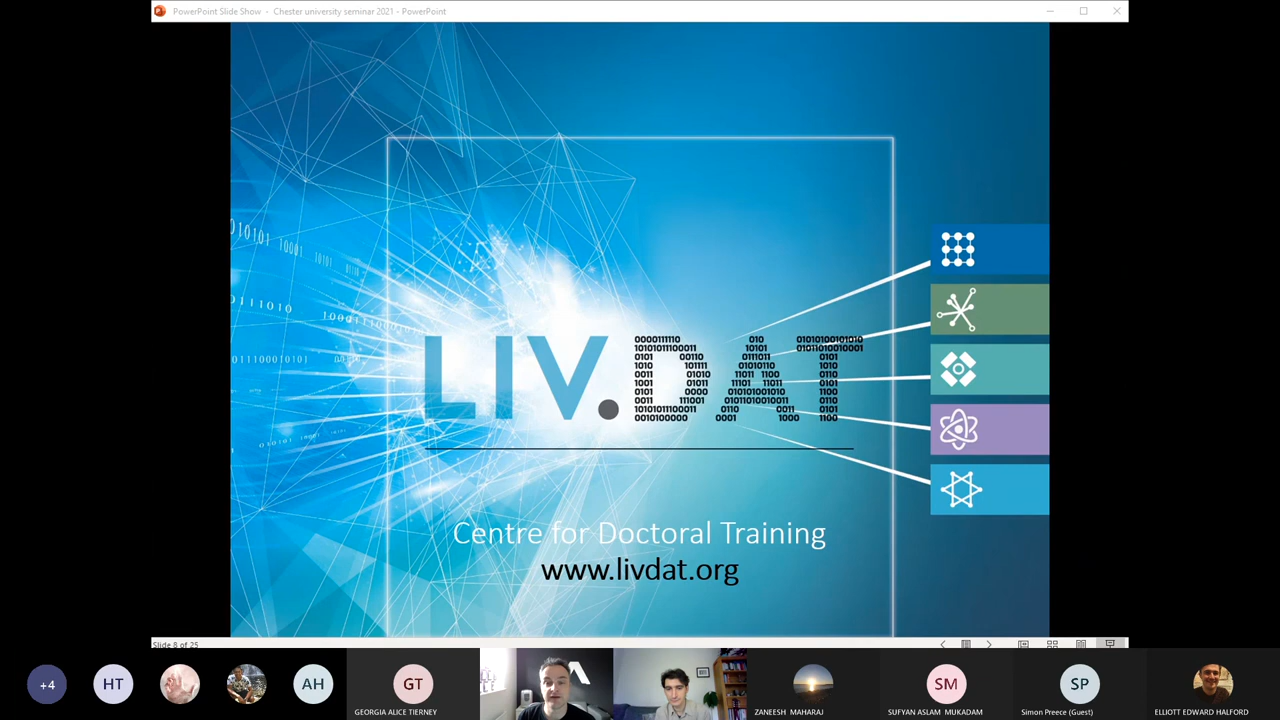 PowerPoint Slide Show - Chester university seminar 2021 - PowerPoint
LIV.DAT
Centre for Doctoral Training
www.livdat.org
Slide 8 of 25
+4
HT
AH
GT
GEORGIA ALICE TIERNEY
ZANEESH MAHARAJ
SM
SUFYAN ASLAM MUKADAM
SP
Simon Preece (Guest)
ELLIOTT EDWARD HALFORD